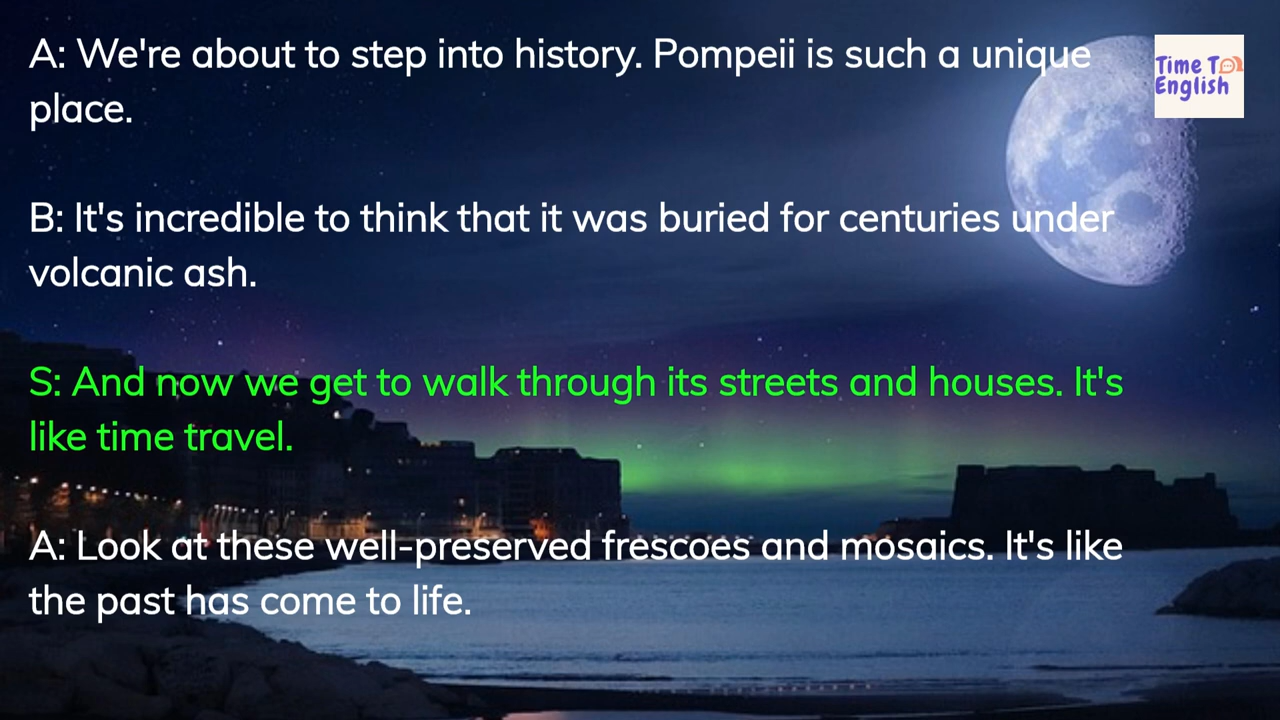 A: We're about to step into history. Pompeii is such a unique
place.
Time To
English
B: It's incredible to think that it was buried for centuries under
volcanic ash.
S: And now we get to walk through its streets and houses. It's
like time travel.
A: Look at these well-preserved frescoes and mosaics. It's like
the past has come to life.